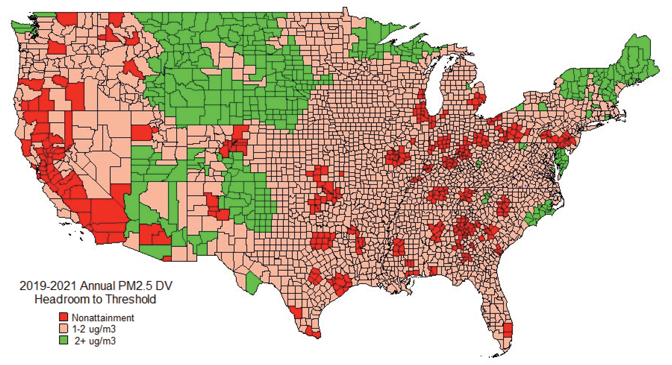 2019-2021 Annual PM2.5 DV
Headroom to Threshold
Nonattainment
1-2 ug/m3
2+ ug/m3